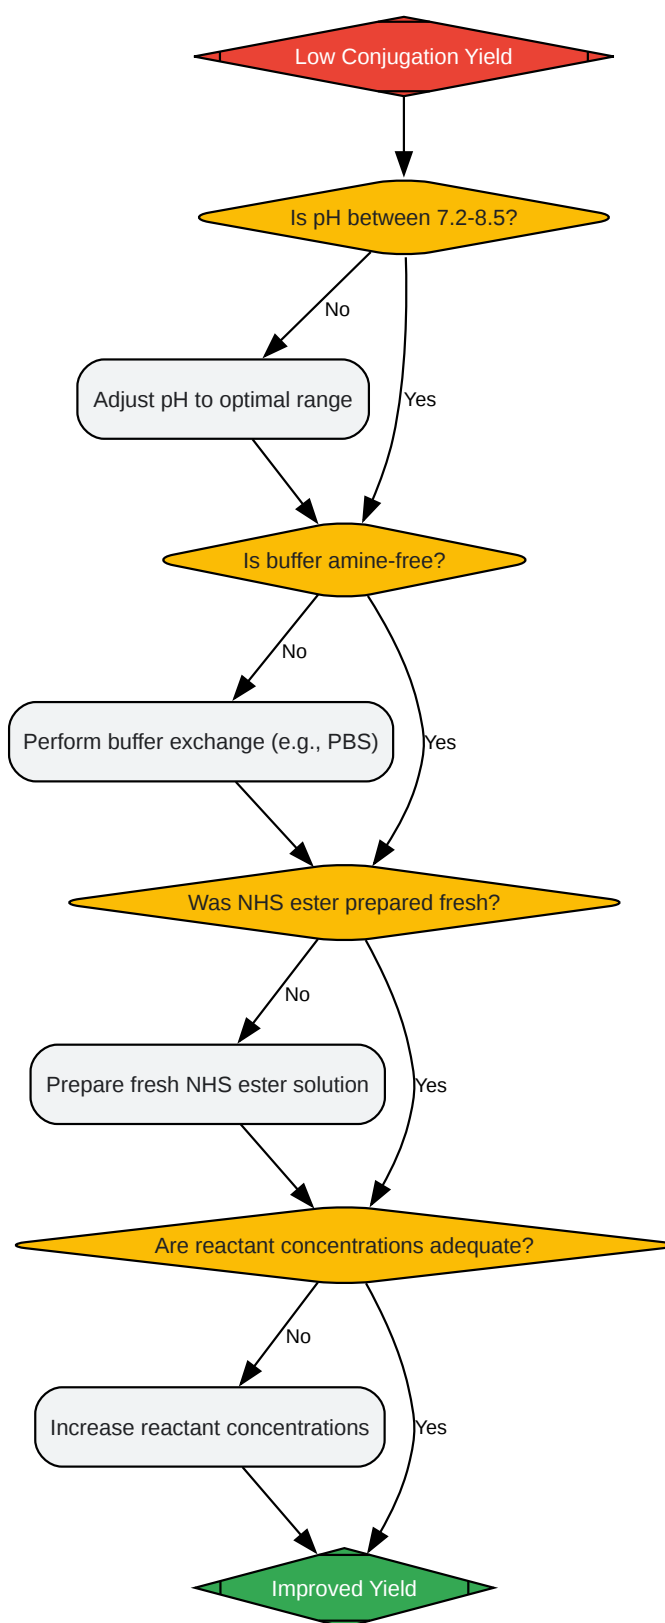 Low Conjugation Yield
Is pH between 7.2-8.5?
No
Adjust pH to optimal range
Yes
Is buffer amine-free?
No
Perform buffer exchange (e.g., PBS)
Yes
Was NHS ester prepared fresh?
No
Prepare fresh NHS ester solution
Yes
Are reactant concentrations adequate?
No
Increase reactant concentrations
Yes
Improved Yield